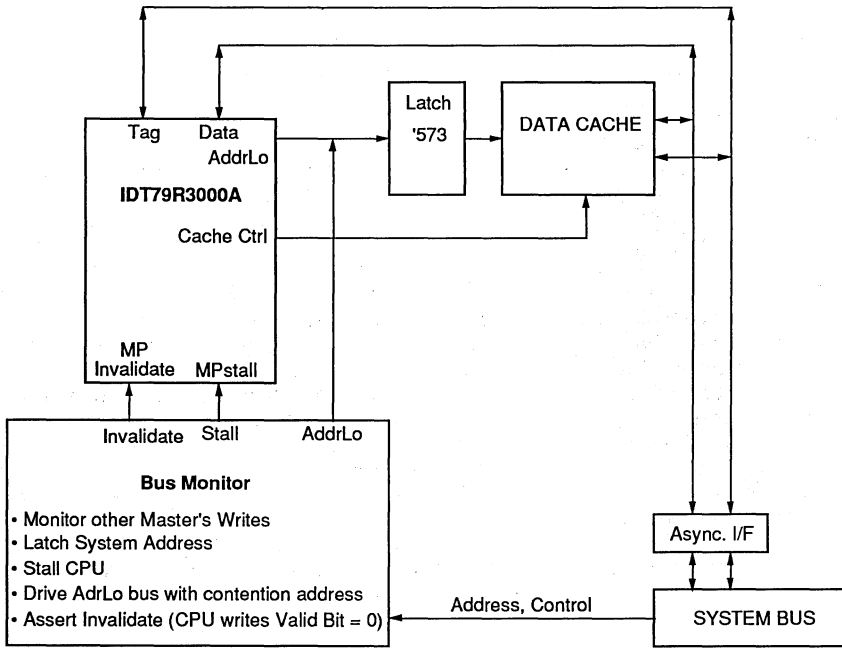 Tag
Data
AddrLo
IDT79R3000A
Cache Ctrl
MP
Invalidate
MPstall
Latch
'573
DATA CACHE
Invalidate
Stall
AddrLo
Bus Monitor
• Monitor other Master's Writes
• Latch System Address
• Stall CPU
• Drive AdrLo bus with contention address
• Assert Invalidate (CPU writes Valid Bit = 0)
Address, Control
Async. I/F
SYSTEM BUS